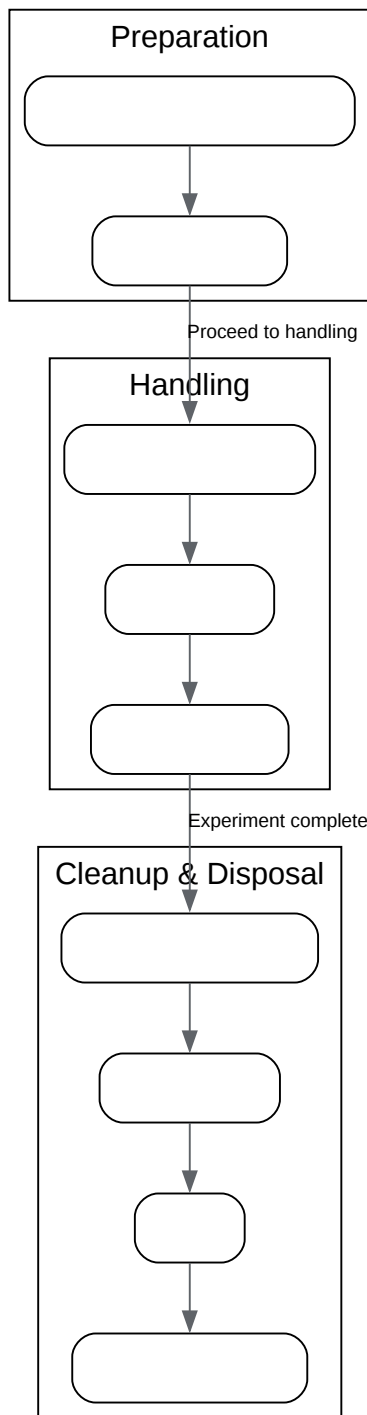 Preparation
Proceed to handling
Handling
Experiment complete
Cleanup & Disposal